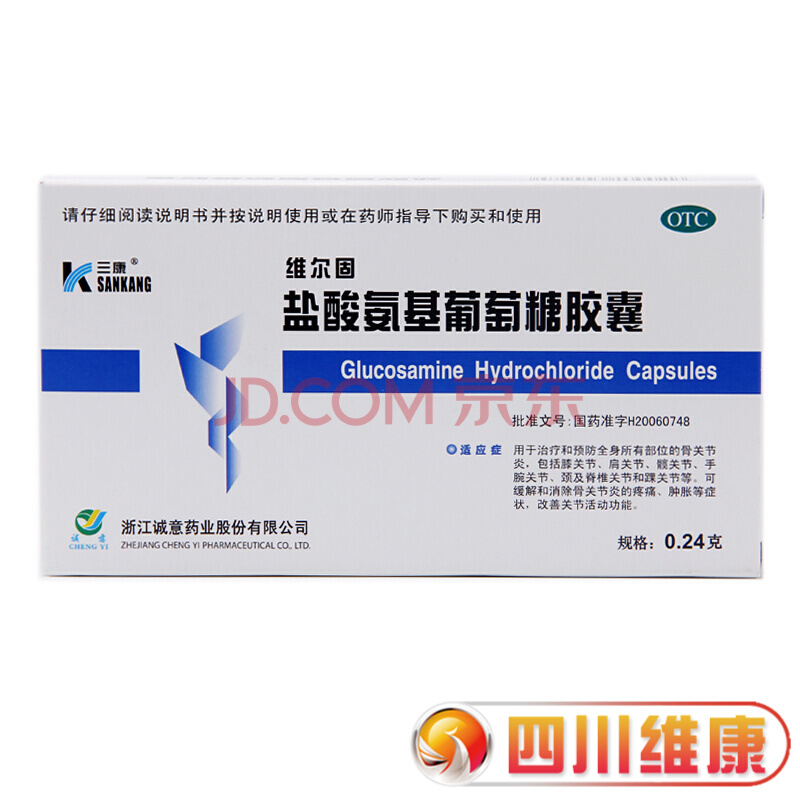 请仔细阅读说明书并按说明使用或在药师指导下购买和使用
OTC
三康®
SANKANG
维尔固
盐酸氨基葡萄糖胶囊
Glucosamine Hydrochloride Capsules
JD.COM 京东
批准文号:国药准字H20060748
适应症
用于治疗和预防全身所有部位的骨关节
炎,包括膝关节、肩关节、髋关节、手
腕关节、颈及脊椎关节和踝关节等。可
缓解和消除骨关节炎的疼痛、肿胀等症
状,改善关节活动功能。
诚意
CHENG YI
浙江诚意药业股份有限公司
ZHEJIANG CHENG YI PHARMACEUTICAL CO., LTD.
规格:0.24克
四川维康